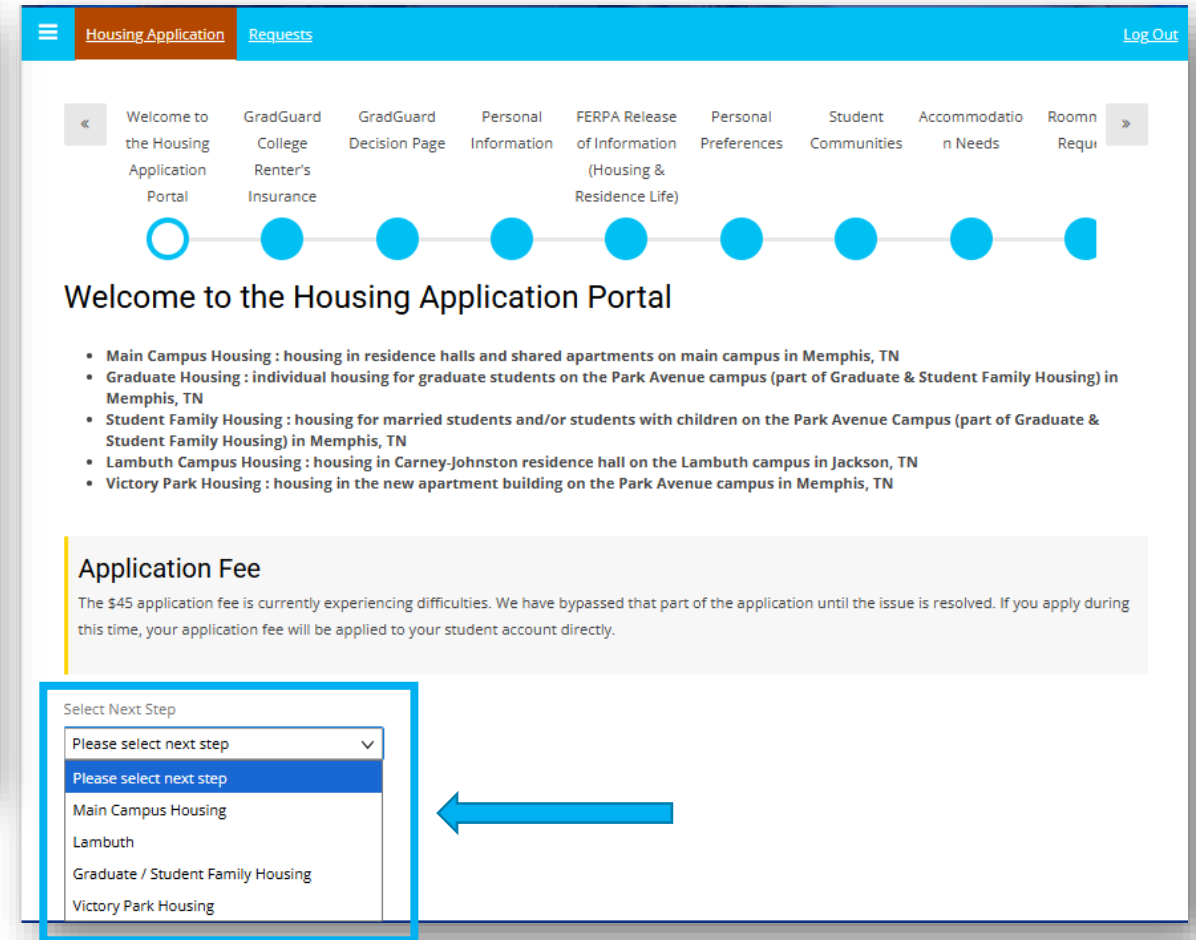 Housing Application Requests Log Out
« Welcome to GradGuard GradGuard Personal FERPA Release Personal Student Accommodatio Roomn »
the Housing College Decision Page Information of Information Preferences Communities n Needs Reque
Application Renter's (Housing &
Portal Insurance Residence Life)
Welcome to the Housing Application Portal
• Main Campus Housing : housing in residence halls and shared apartments on main campus in Memphis, TN
• Graduate Housing : individual housing for graduate students on the Park Avenue campus (part of Graduate & Student Family Housing) in
Memphis, TN
• Student Family Housing : housing for married students and/or students with children on the Park Avenue Campus (part of Graduate &
Student Family Housing) in Memphis, TN
• Lambuth Campus Housing : housing in Carney-Johnston residence hall on the Lambuth campus in Jackson, TN
• Victory Park Housing : housing in the new apartment building on the Park Avenue campus in Memphis, TN
Application Fee
The $45 application fee is currently experiencing difficulties. We have bypassed that part of the application until the issue is resolved. If you apply during
this time, your application fee will be applied to your student account directly.
Select Next Step
Please select next step
Please select next step
Main Campus Housing
Lambuth
Graduate / Student Family Housing
Victory Park Housing